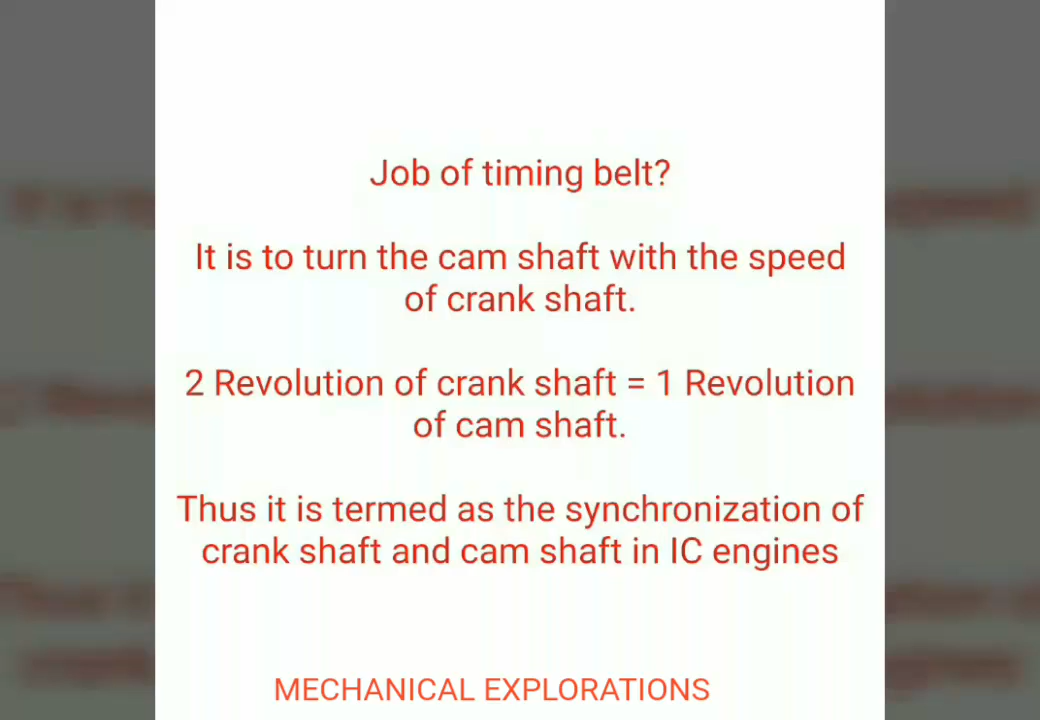 Job of timing belt?
It is to turn the cam shaft with the speed
of crank shaft.
2 Revolution of crank shaft = 1 Revolution
of cam shaft.
Thus it is termed as the synchronization of
crank shaft and cam shaft in IC engines
MECHANICAL EXPLORATIONS